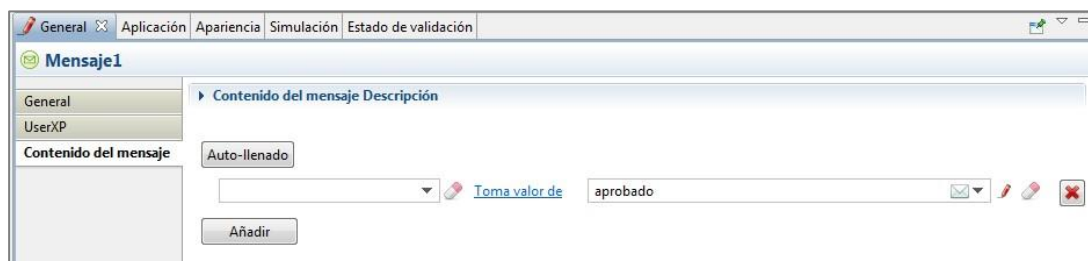 General Aplicación Apariencia Simulación Estado de validación
Mensaje1
General
Contenido del mensaje Descripción
UserXP
Contenido del mensaje
Auto-llenado
Toma valor de aprobado
Añadir